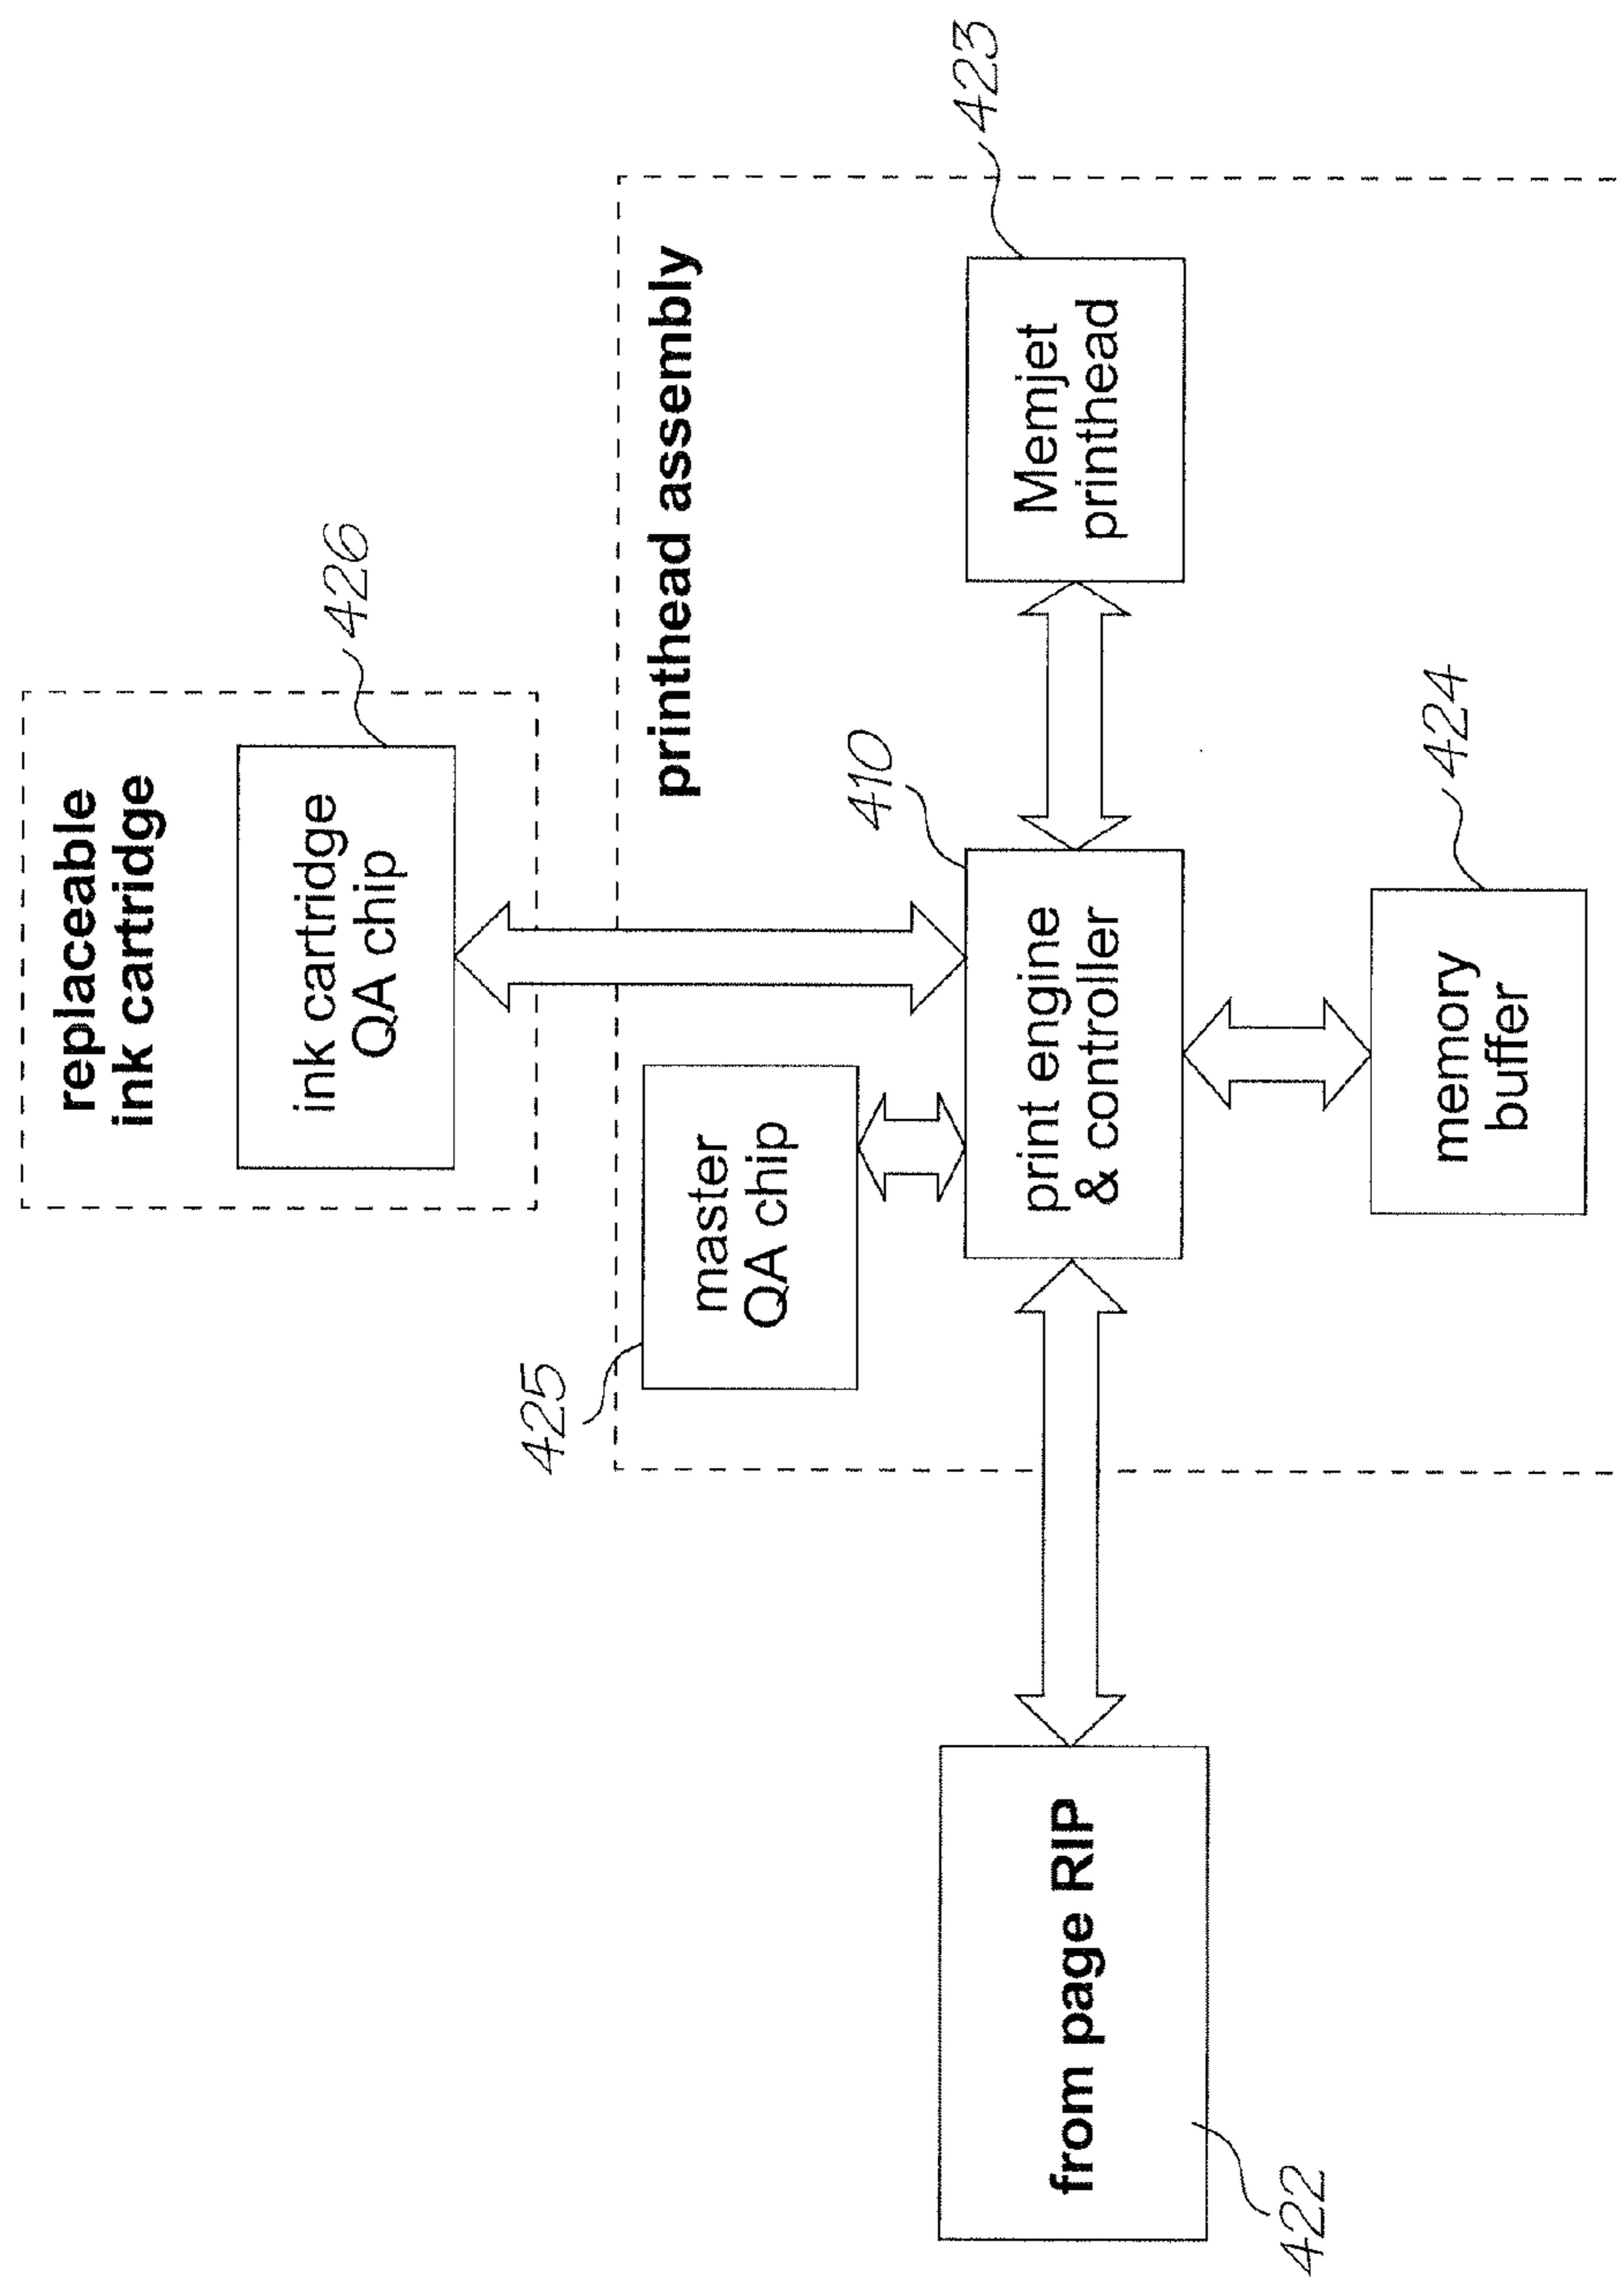 replaceable
ink cartridge
ink cartridge
QA chip
426
printhead assembly
425
master
QA chip
410
423
from page RIP
422
print engine
& controller
Memjet
printhead
memory
buffer
424